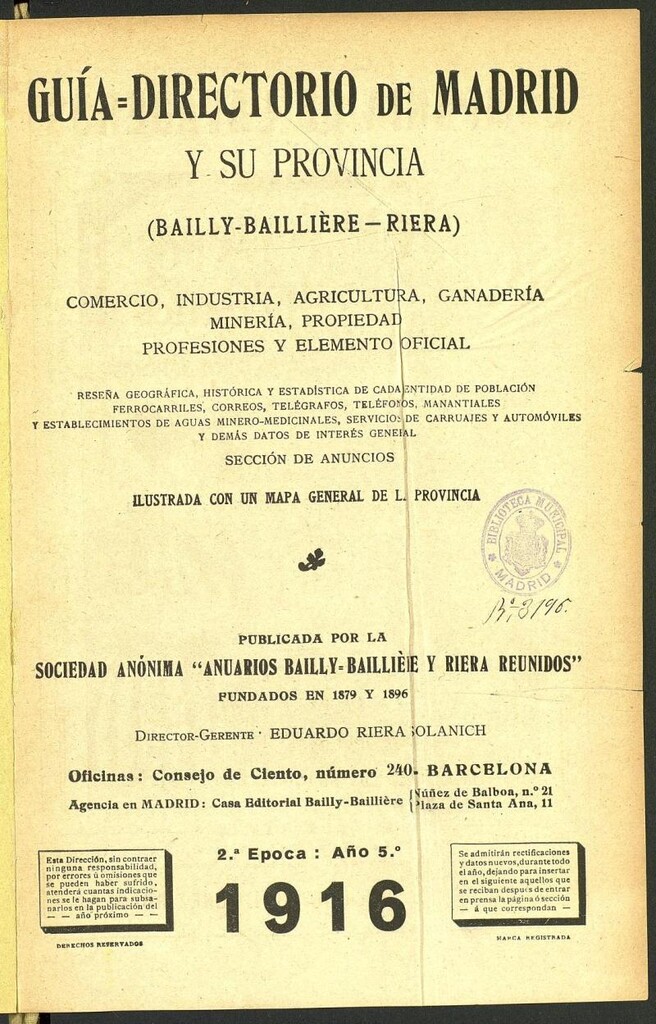 GUÍA=DIRECTORIO DE MADRID
Y SU PROVINCIA
(BAILLY-BAILLIÈRE—RIERA)
COMERCIO, INDUSTRIA, AGRICULTURA, GANADERÍA
MINERÍA, PROPIEDAD
PROFESIONES Y ELEMENTO OFICIAL
RESEÑA GEOGRÁFICA, HISTÓRICA Y ESTADÍSTICA DE CADA ENTIDAD DE POBLACIÓN
FERROCARRILES, CORREOS, TELÉGRAFOS, TELÉFONOS, MANANTIALES
Y ESTABLECIMIENTOS DE AGUAS MINERO-MEDICINALES, SERVICIOS DE CARRUAJES Y AUTOMÓVILES
Y DEMÁS DATOS DE INTERÉS GENERAL
SECCIÓN DE ANUNCIOS
ILUSTRADA CON UN MAPA GENERAL DE L. PROVINCIA
BIBLIOTECA MUNICIPAL
MADRID
PUBLICADA POR LA
SOCIEDAD ANÓNIMA “ANUARIOS BAILLY=BAILLIÈRE Y RIERA REUNIDOS”
FUNDADOS EN 1879 Y 1896
DIRECTOR-GERENTE · EDUARDO RIERA SOLANICH
Oficinas: Consejo de Ciento, número 240. BARCELONA
Agencia en MADRID: Casa Editorial Bailly-Baillière { Núñez de Balboa, n.º 21
Plaza de Santa Ana, 11
2.ª Epoca: Año 5.º
1916
Esta Dirección, sin contraer
ninguna responsabilidad,
por errores ú omisiones que
se pueden haber sufrido,
atenderá cuantas indicacio-
nes se le hagan para subsa-
narlos en la publicación del
— — año próximo — —
DERECHOS RESERVADOS
Se admitirán rectificaciones
y datos nuevos, durante todo
el año, dejando para insertar
en el siguiente aquellos que
se reciban después de entrar
en prensa la página ó sección
— á que correspondan —
MARCA REGISTRADA